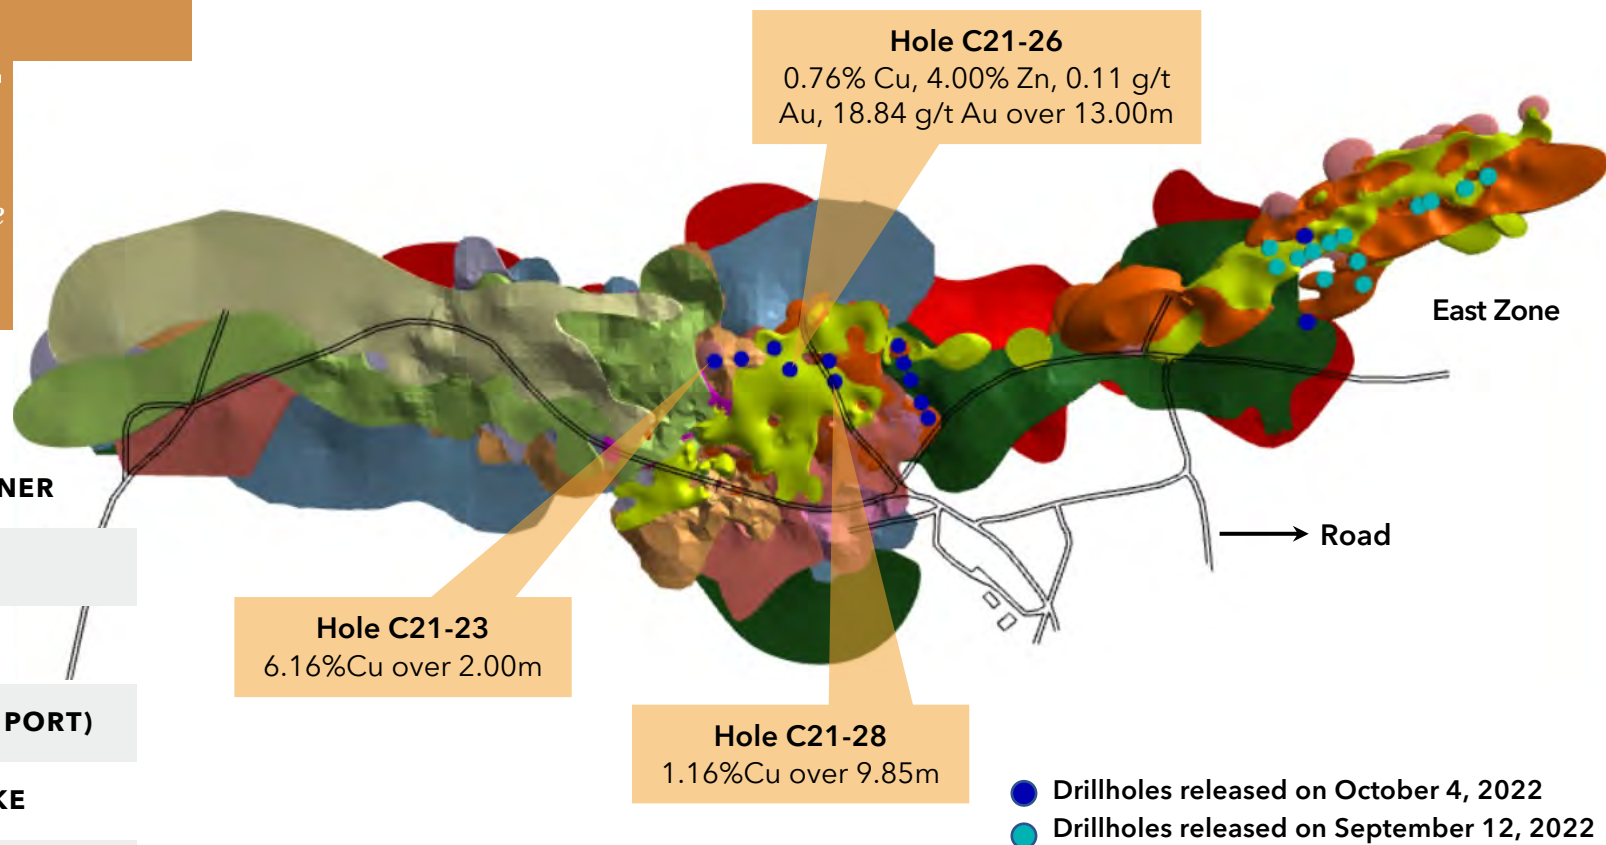 Hole C21-26
0.76% Cu, 4.00% Zn, 0.11 g/t
Au, 18.84 g/t Au over 13.00m
East Zone
Road
Hole C21-23
6.16%Cu over 2.00m
Hole C21-28
1.16%Cu over 9.85m
Drillholes released on October 4, 2022
Drillholes released on September 12, 2022
NER
PORT)
KE
e